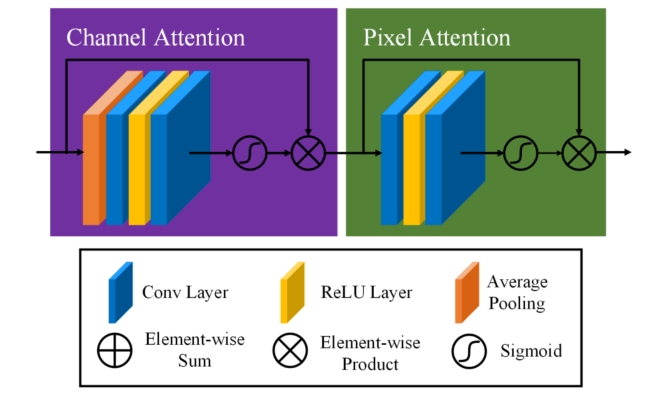 Channel Attention
Pixel Attention
Conv Layer
ReLU Layer
Average
Pooling
Element-wise
Sum
Element-wise
Product
Sigmoid